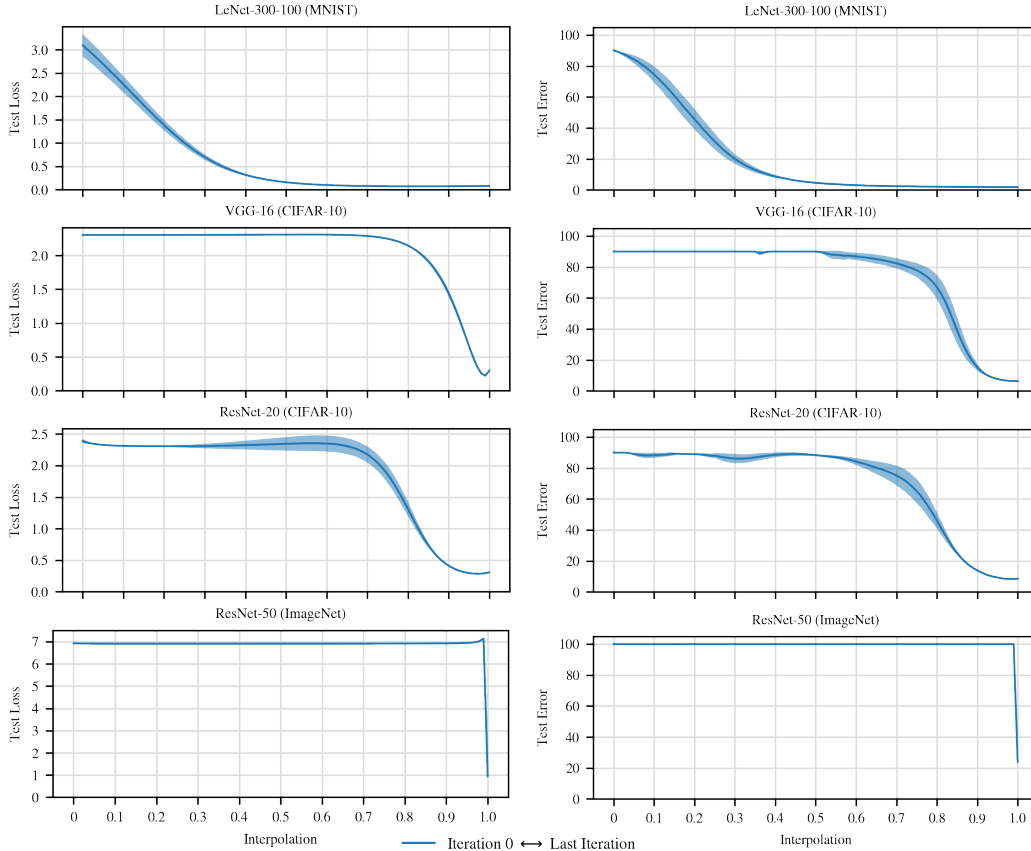 LeNet-300-100 (MNIST)
Test Loss
3.0
2.5
2.0
1.5
1.0
0.5
0.0
LeNet-300-100 (MNIST)
Test Error
100
80
60
40
20
0
VGG-16 (CIFAR-10)
Test Loss
2.0
1.5
1.0
0.5
0.0
VGG-16 (CIFAR-10)
Test Error
100
80
60
40
20
0
ResNet-20 (CIFAR-10)
Test Loss
2.5
2.0
1.5
1.0
0.5
0.0
ResNet-20 (CIFAR-10)
Test Error
100
80
60
40
20
0
ResNet-50 (ImageNet)
Test Loss
7
6
5
4
3
2
1
0
0 0.1 0.2 0.3 0.4 0.5 0.6 0.7 0.8 0.9 1.0
Interpolation
ResNet-50 (ImageNet)
Test Error
100
80
60
40
20
0
0 0.1 0.2 0.3 0.4 0.5 0.6 0.7 0.8 0.9 1.0
Interpolation
Iteration 0 ⟷ Last Iteration